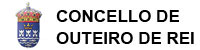 CONCELLO DE
OUTEIRO DE REI